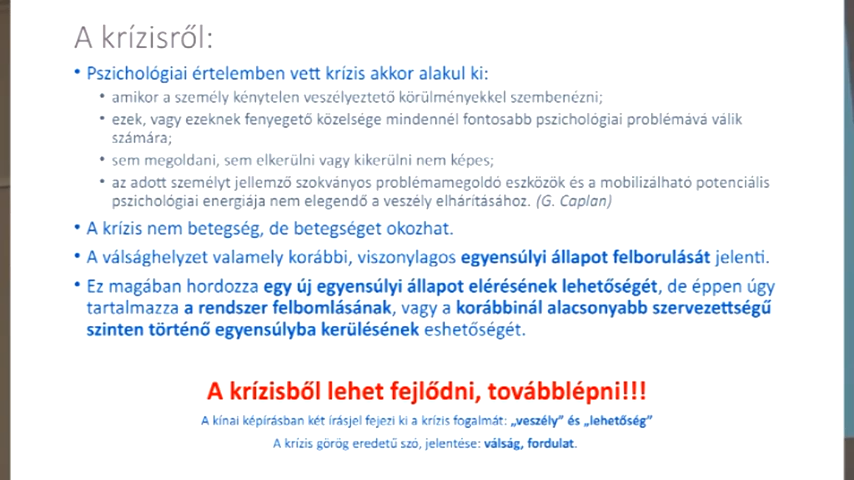 A krízisről:
• Pszichológiai értelemben vett krízis akkor alakul ki:
• amikor a személy kénytelen veszélyeztető körülményekkel szembenézni;
• ezek, vagy ezeknek fenyegető közelsége mindennél fontosabb pszichológiai problémává válik
számára;
• sem megoldani, sem elkerülni vagy kikerülni nem képes;
• az adott személyt jellemző szokványos problémamegoldó eszközök és a mobilizálható potenciális
pszichológiai energiája nem elegendő a veszély elhárításához. (G. Caplan)
• A krízis nem betegség, de betegséget okozhat.
• A válsághelyzet valamely korábbi, viszonylagos egyensúlyi állapot felborulását jelenti.
• Ez magában hordozza egy új egyensúlyi állapot elérésének lehetőségét, de éppen úgy
tartalmazza a rendszer felbomlásának, vagy a korábbinál alacsonyabb szervezettségű
szinten történő egyensúlyba kerülésének eshetőségét.
A krízisből lehet fejlődni, továbblépni!!!
A kínai képírásban két írásjel fejezi ki a krízis fogalmát: „veszély” és „lehetőség”
A krízis görög eredetű szó, jelentése: válság, fordulat.